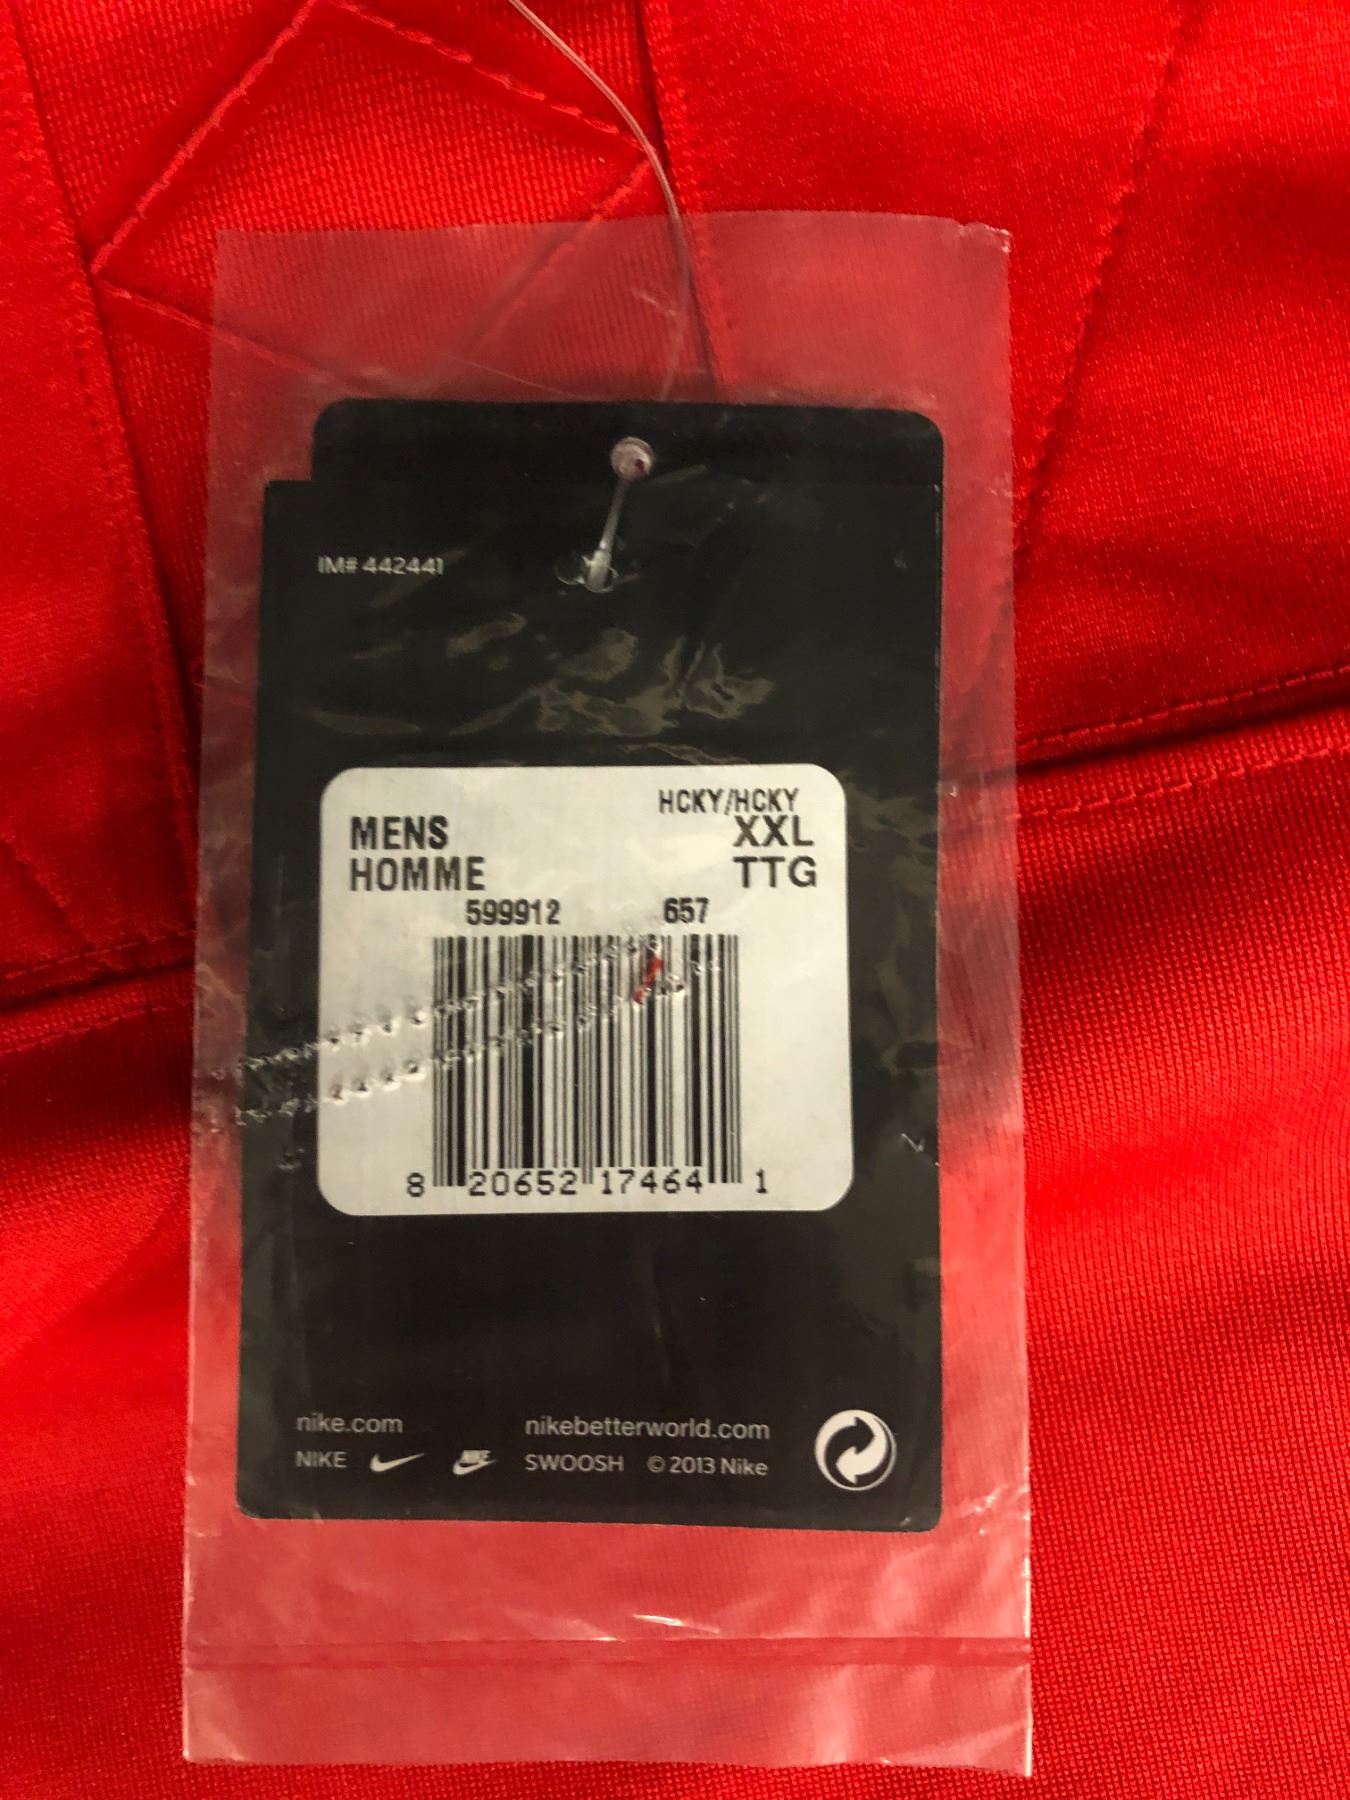 IM# 442441
HCKY/HCKY
MENS XXL
HOMME TTG
599912 657
8 20652 17464 1
nike.com nikebetterworld.com
NIKE NIKE SWOOSH © 2013 Nike